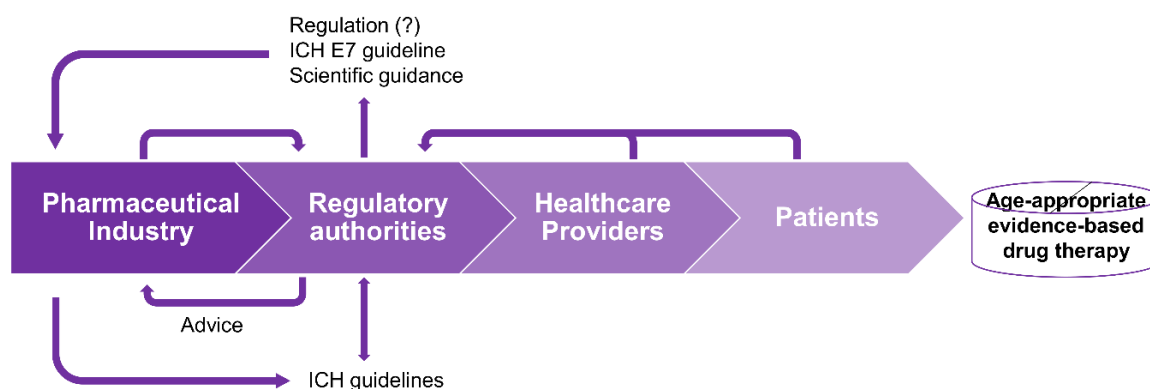 Regulation (?)
ICH E7 guideline
Scientific guidance
Pharmaceutical
Industry
Regulatory
authorities
Healthcare
Providers
Patients
Age-appropriate
evidence-based
drug therapy
Advice
ICH guidelines